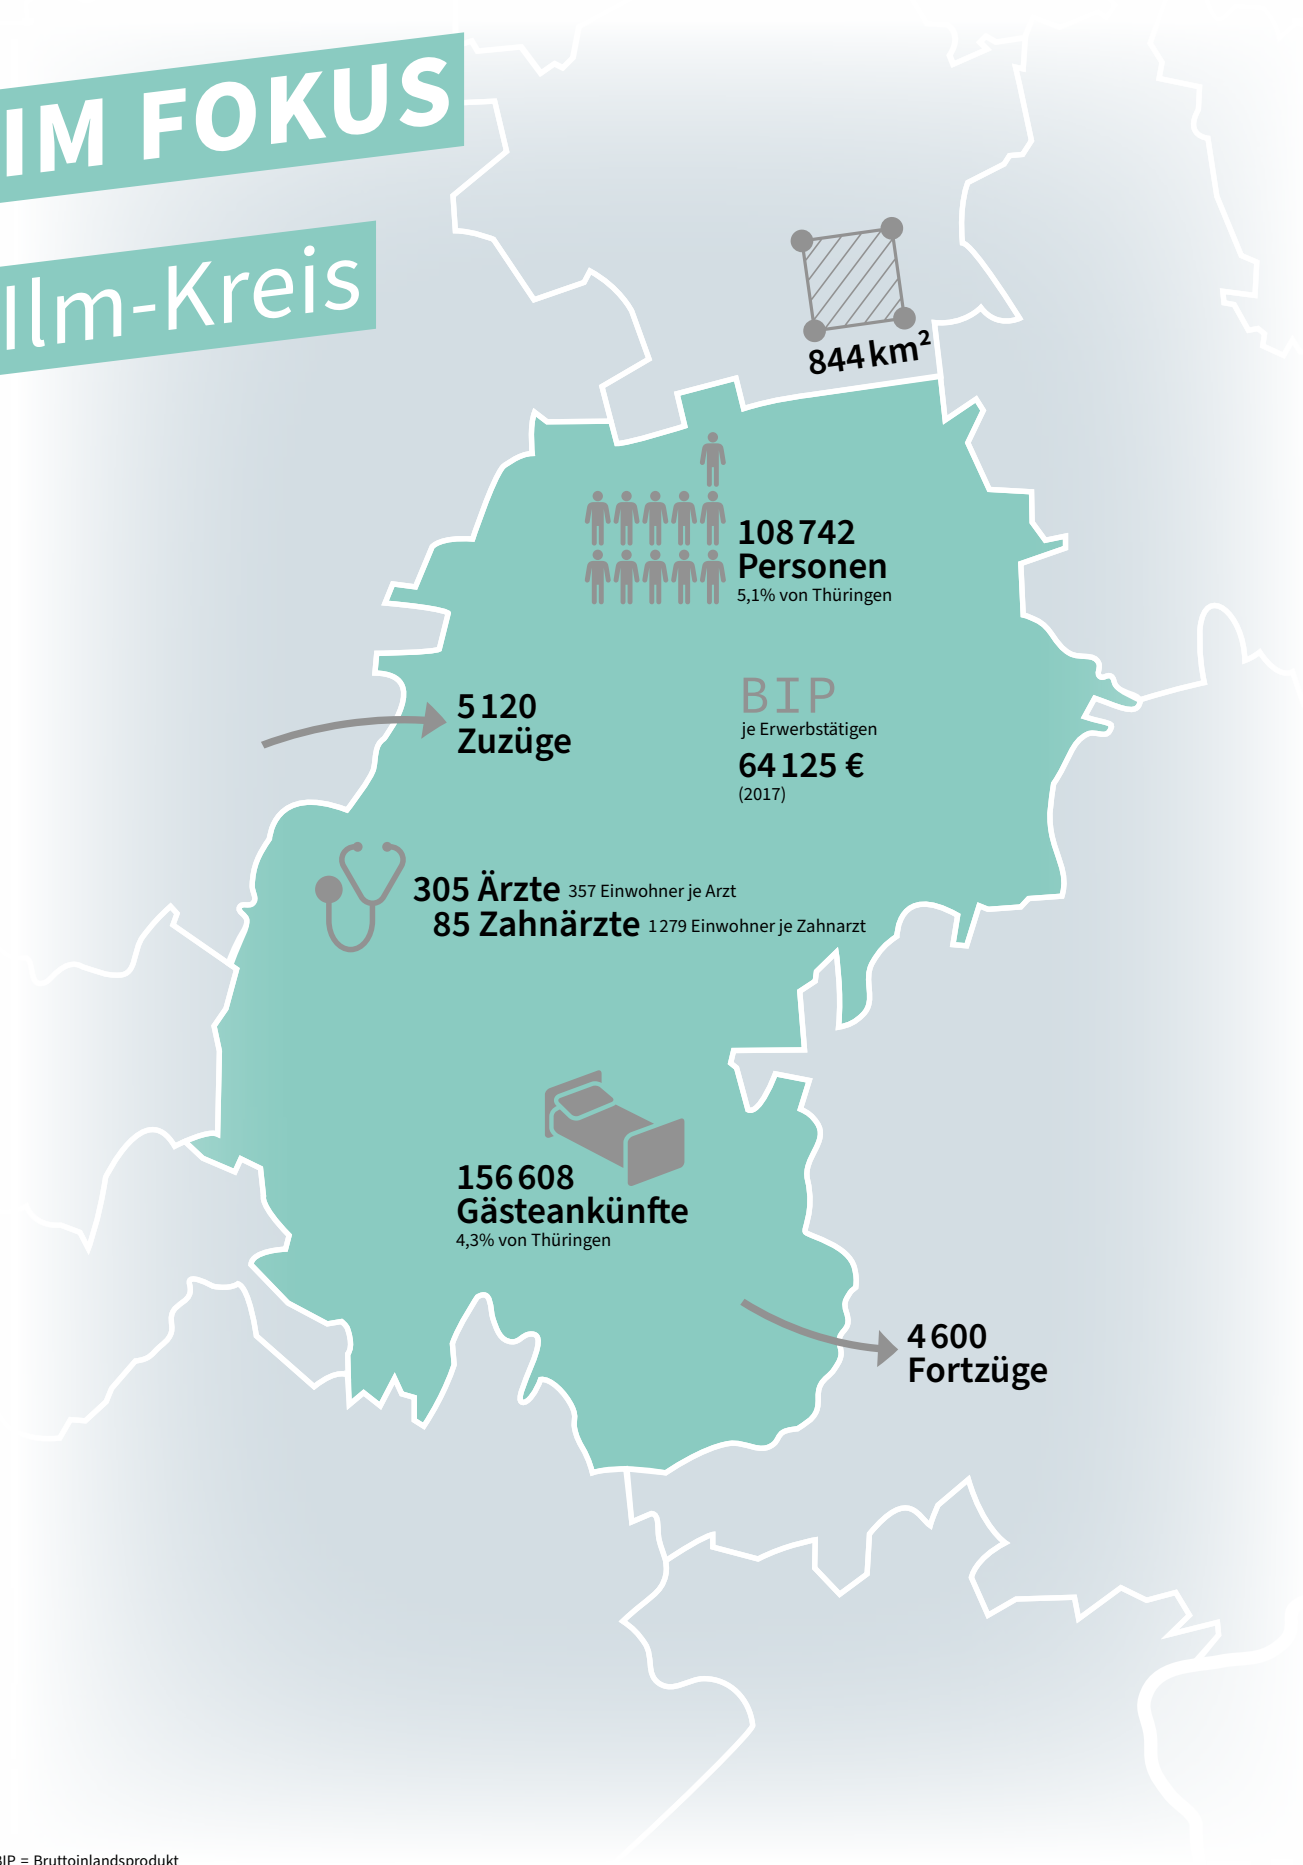 IM FOKUS
Ilm-Kreis
844 km²
108 742
Personen
5,1% von Thüringen
5 120
Zuzüge
BIP
je Erwerbstätigen
64 125 €
(2017)
305 Ärzte 357 Einwohner je Arzt
85 Zahnärzte 1 279 Einwohner je Zahnarzt
156 608
Gästeankünfte
4,3% von Thüringen
4 600
Fortzüge
BIP = Bruttoinlandsprodukt